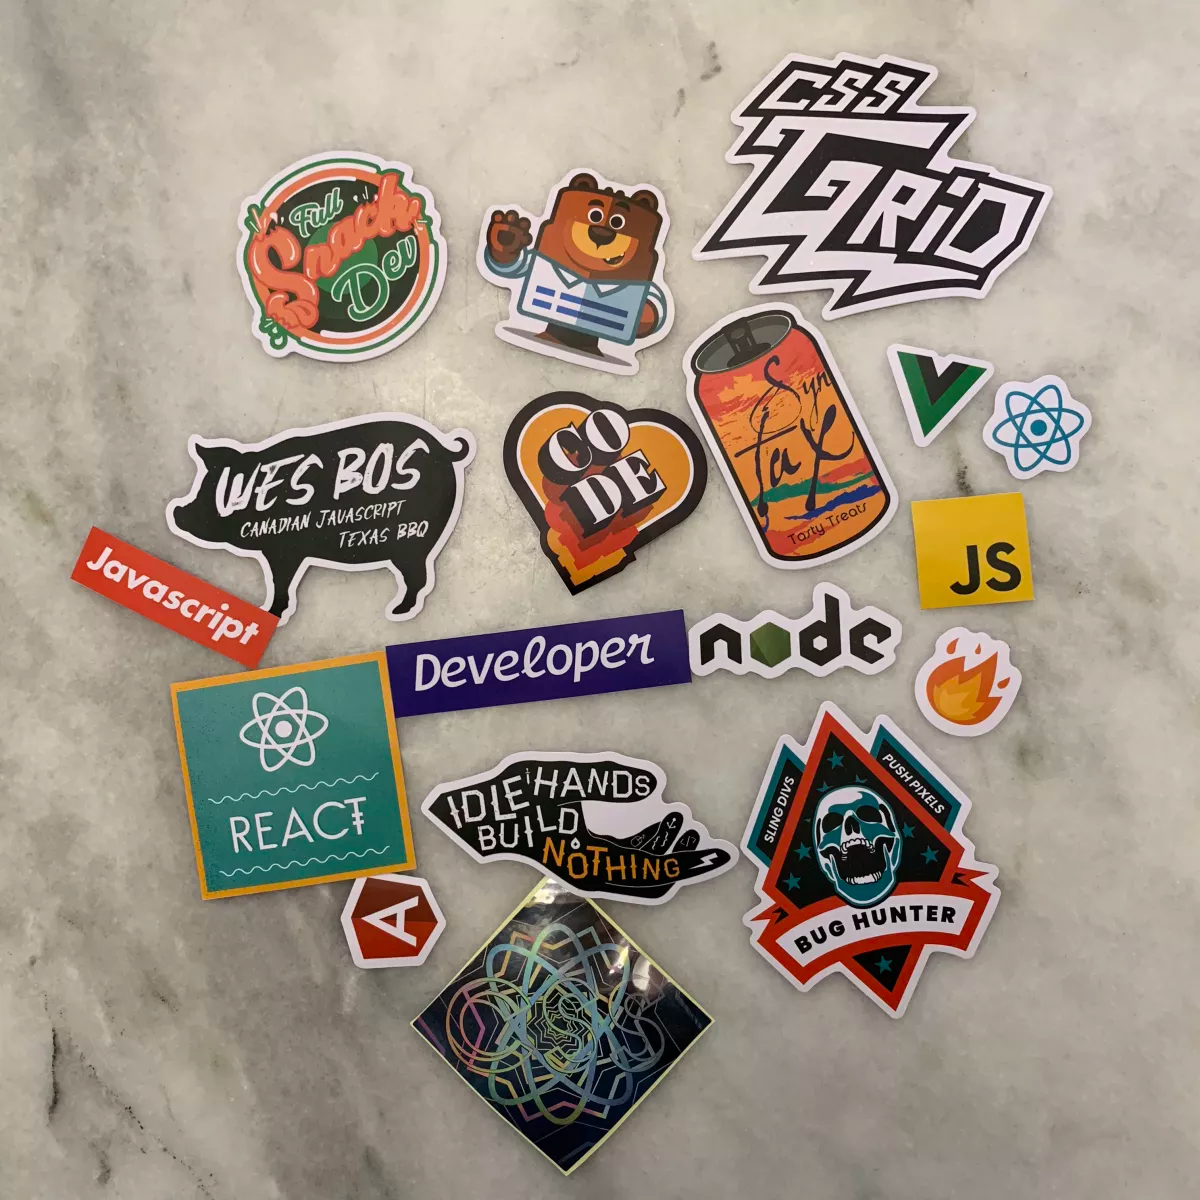 CSS
GRiD
Full
Snack
Dev
Syn
tax
Tasty Treats
CO
DE
WES BOS
CANADIAN JAVASCRIPT
TEXAS BBQ
Javascript
JS
Developer
node
REACT
IDLE HANDS
BUILD
NOTHING
SLING DIVS
PUSH PIXELS
BUG HUNTER
A
CSS